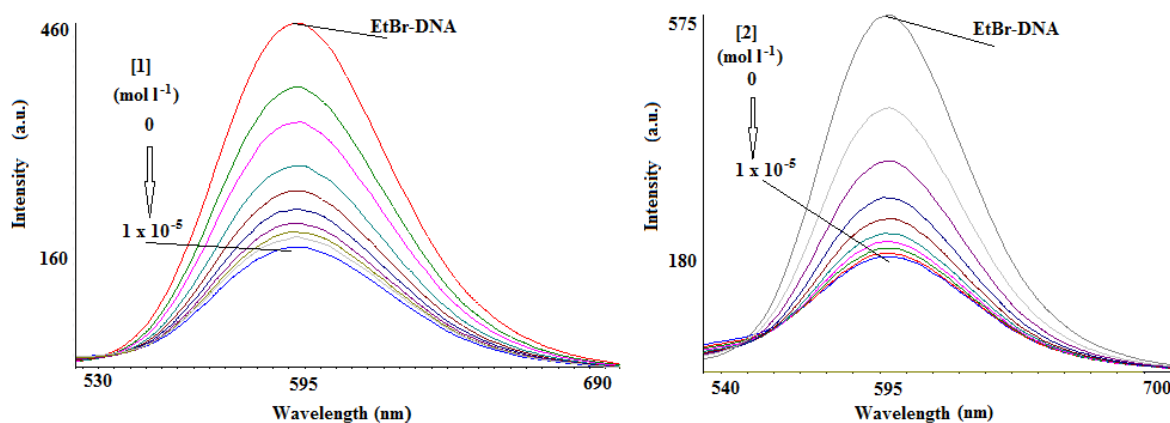 460
EtBr-DNA
[1]
(mol l⁻¹)
0
1 x 10⁻⁵
160
Intensity (a.u.)
530
595
690
Wavelength (nm)
575
EtBr-DNA
[2]
(mol l⁻¹)
0
1 x 10⁻⁵
180
Intensity (a.u.)
540
595
700
Wavelength (nm)